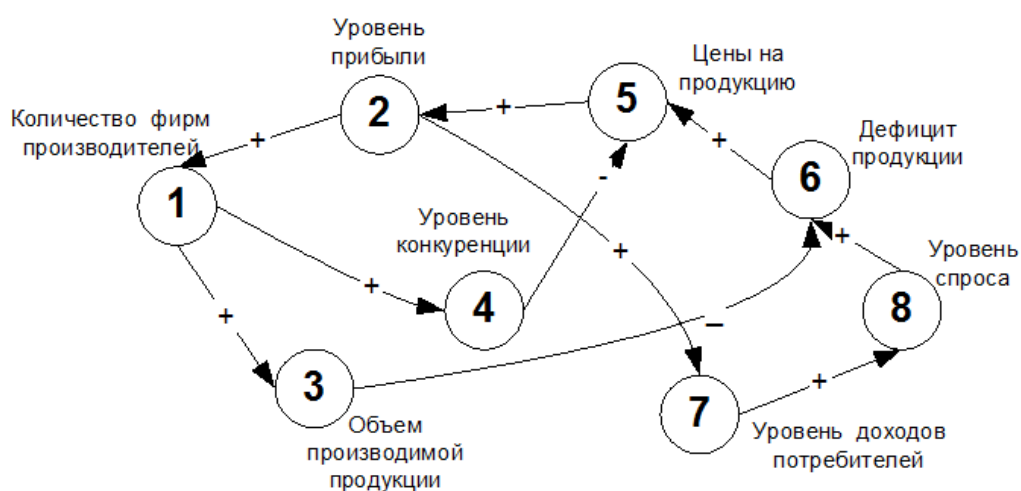 Уровень
прибыли
2
Количество фирм
производителей
1
Цены на
продукцию
5
Дефицит
продукции
6
Уровень
конкуренции
4
Уровень
спроса
8
3
Объем
производимой
продукции
7
Уровень доходов
потребителей
+
+
+
-
+
+
+
+
–
+